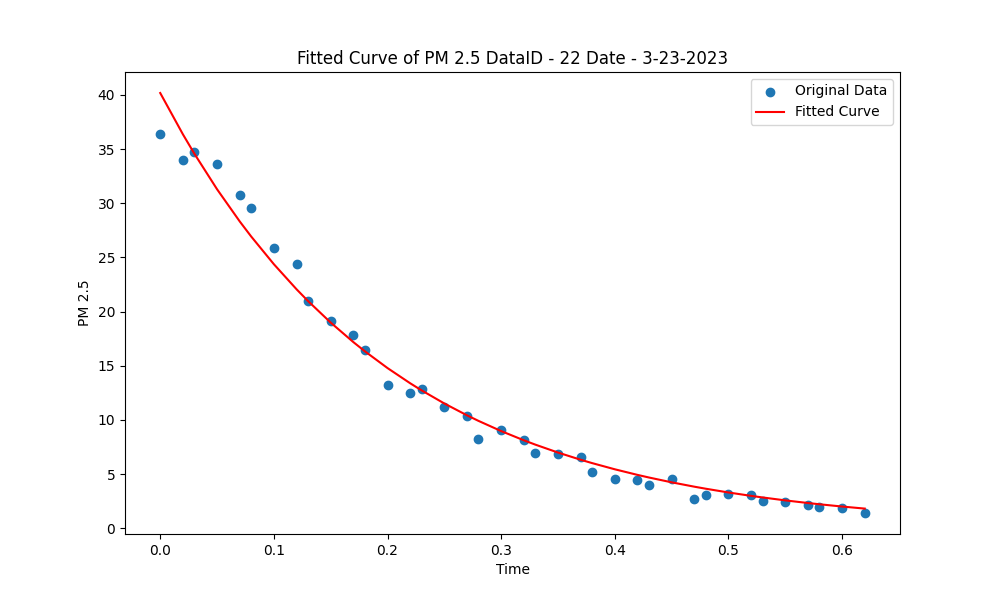 Fitted Curve of PM 2.5 DataID - 22 Date - 3-23-2023
Original Data
Fitted Curve
PM 2.5
40
35
30
25
20
15
10
5
0
0.0 0.1 0.2 0.3 0.4 0.5 0.6
Time